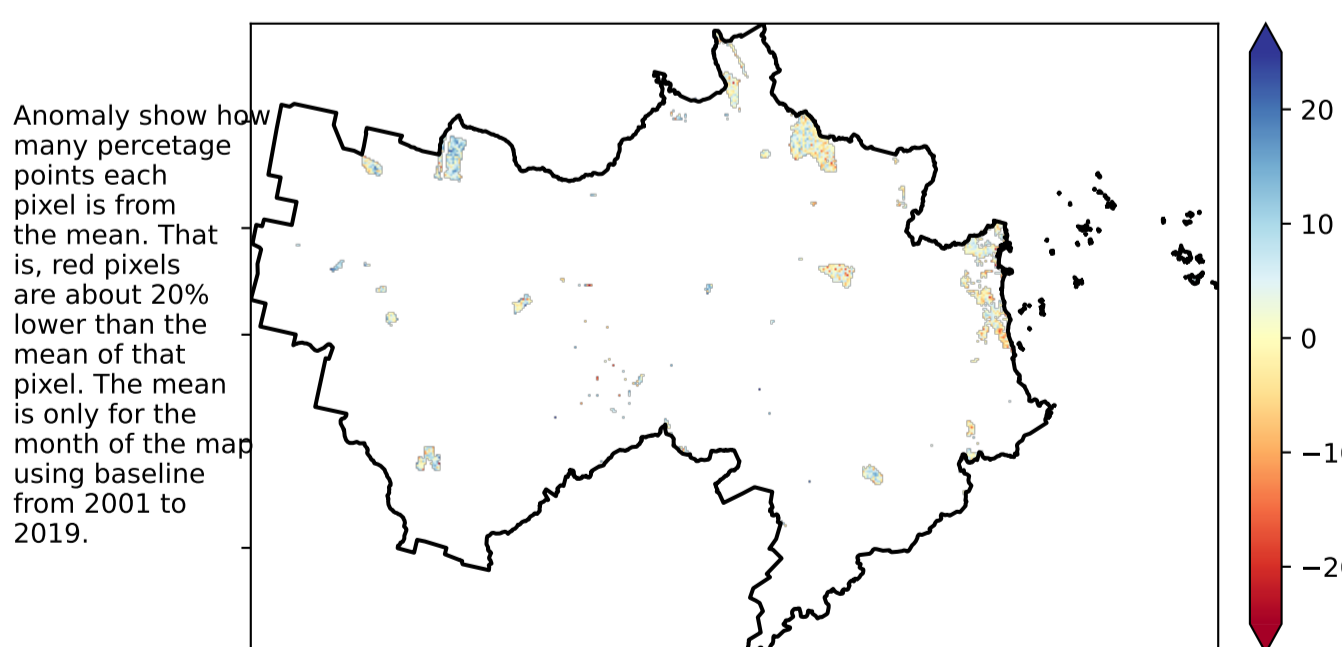 Anomaly show how
many percetage
points each
pixel is from
the mean. That
is, red pixels
are about 20%
lower than the
mean of that
pixel. The mean
is only for the
month of the map
using baseline
from 2001 to
2019.
20
10
0
−10
−20